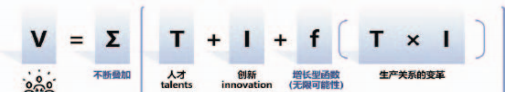 V = Σ [ T + I + f ( T × I ) ]
不断叠加 人才 创新 增长型函数 生产关系的变革
talents innovation (无限可能性)